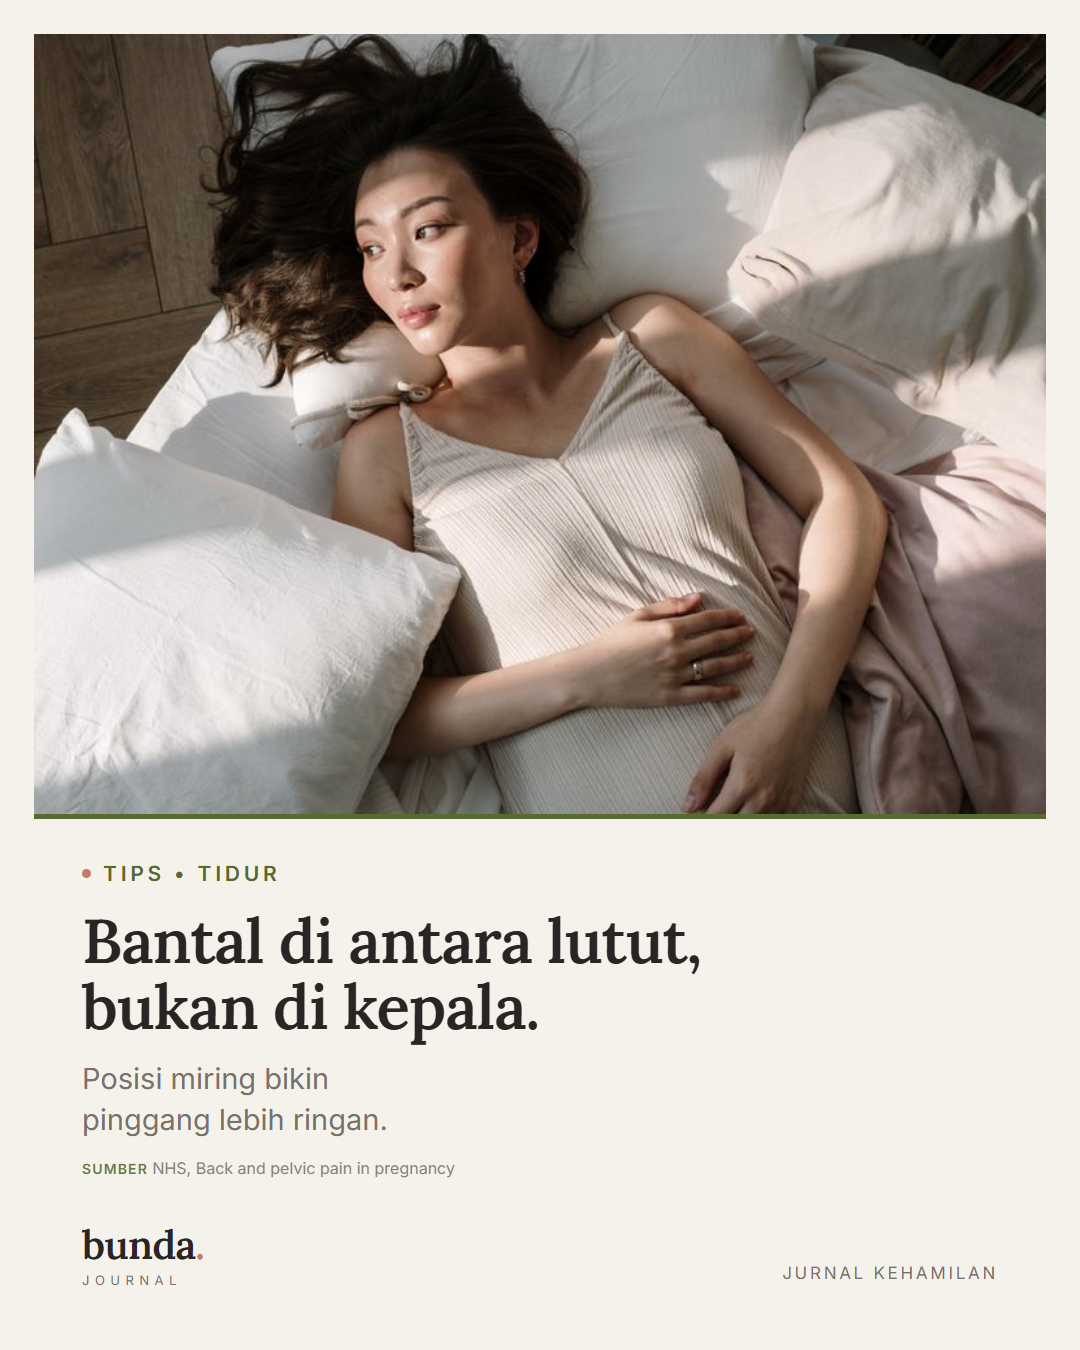 • TIPS • TIDUR
Bantal di antara lutut,
bukan di kepala.
Posisi miring bikin
pinggang lebih ringan.
SUMBER NHS, Back and pelvic pain in pregnancy
bunda.
JOURNAL
JURNAL KEHAMILAN